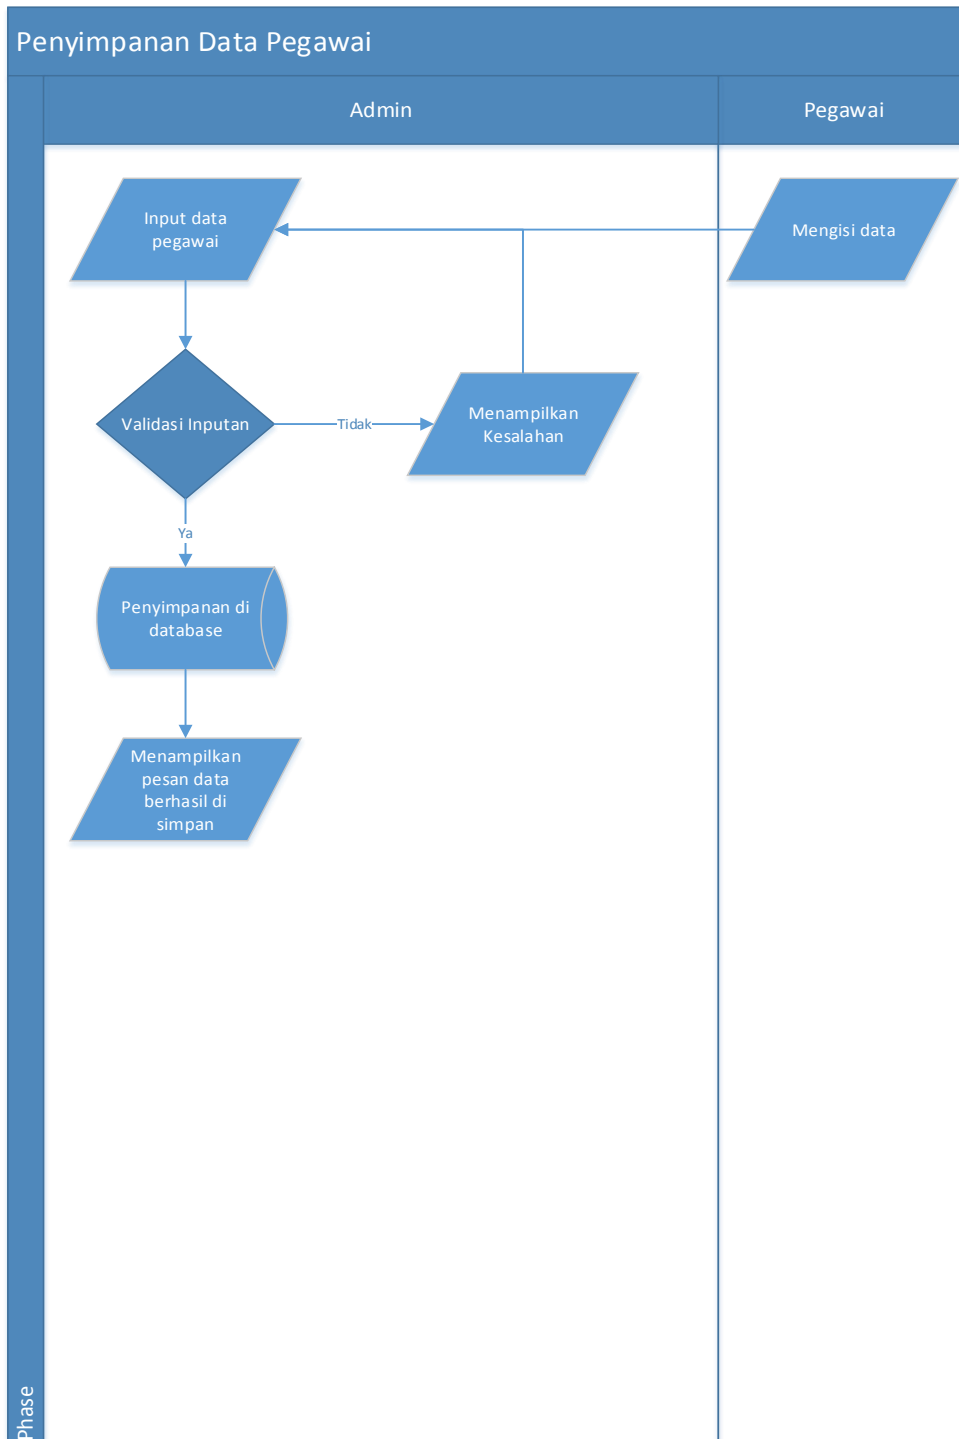 Penyimpanan Data Pegawai
Admin
Pegawai
Input data
pegawai
Mengisi data
Validasi Inputan
Tidak
Menampilkan
Kesalahan
Ya
Penyimpanan di
database
Menampilkan
pesan data
berhasil di
simpan
Phase